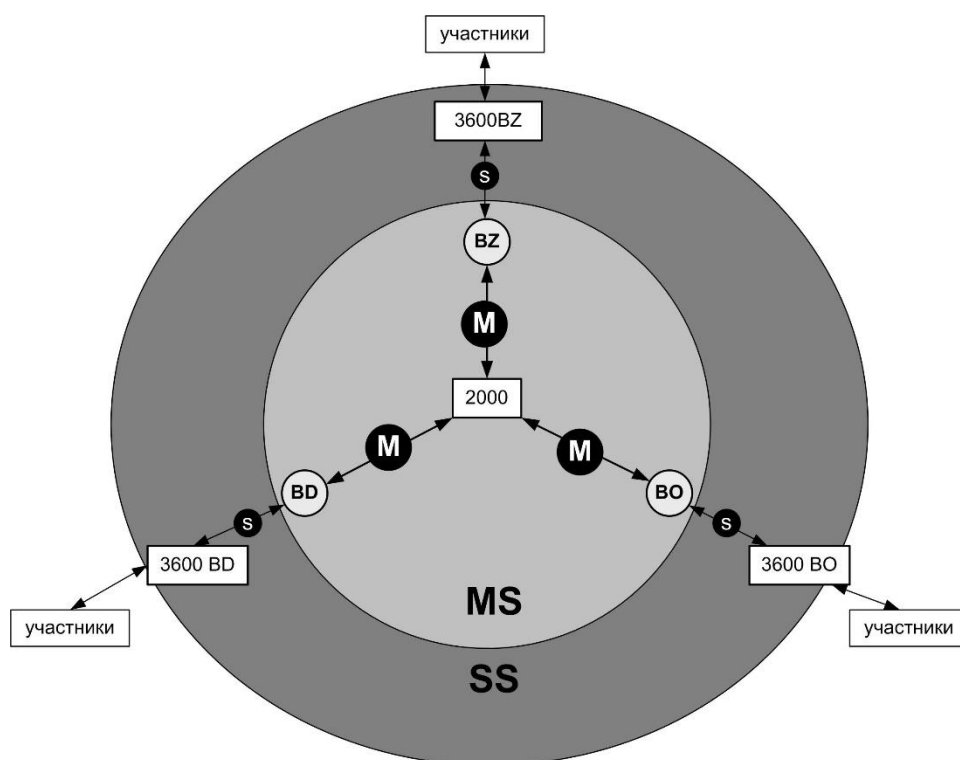 участники
3600BZ
s
BZ
M
2000
M
M
BD
BO
s
s
3600 BD
3600 BO
MS
участники
участники
SS